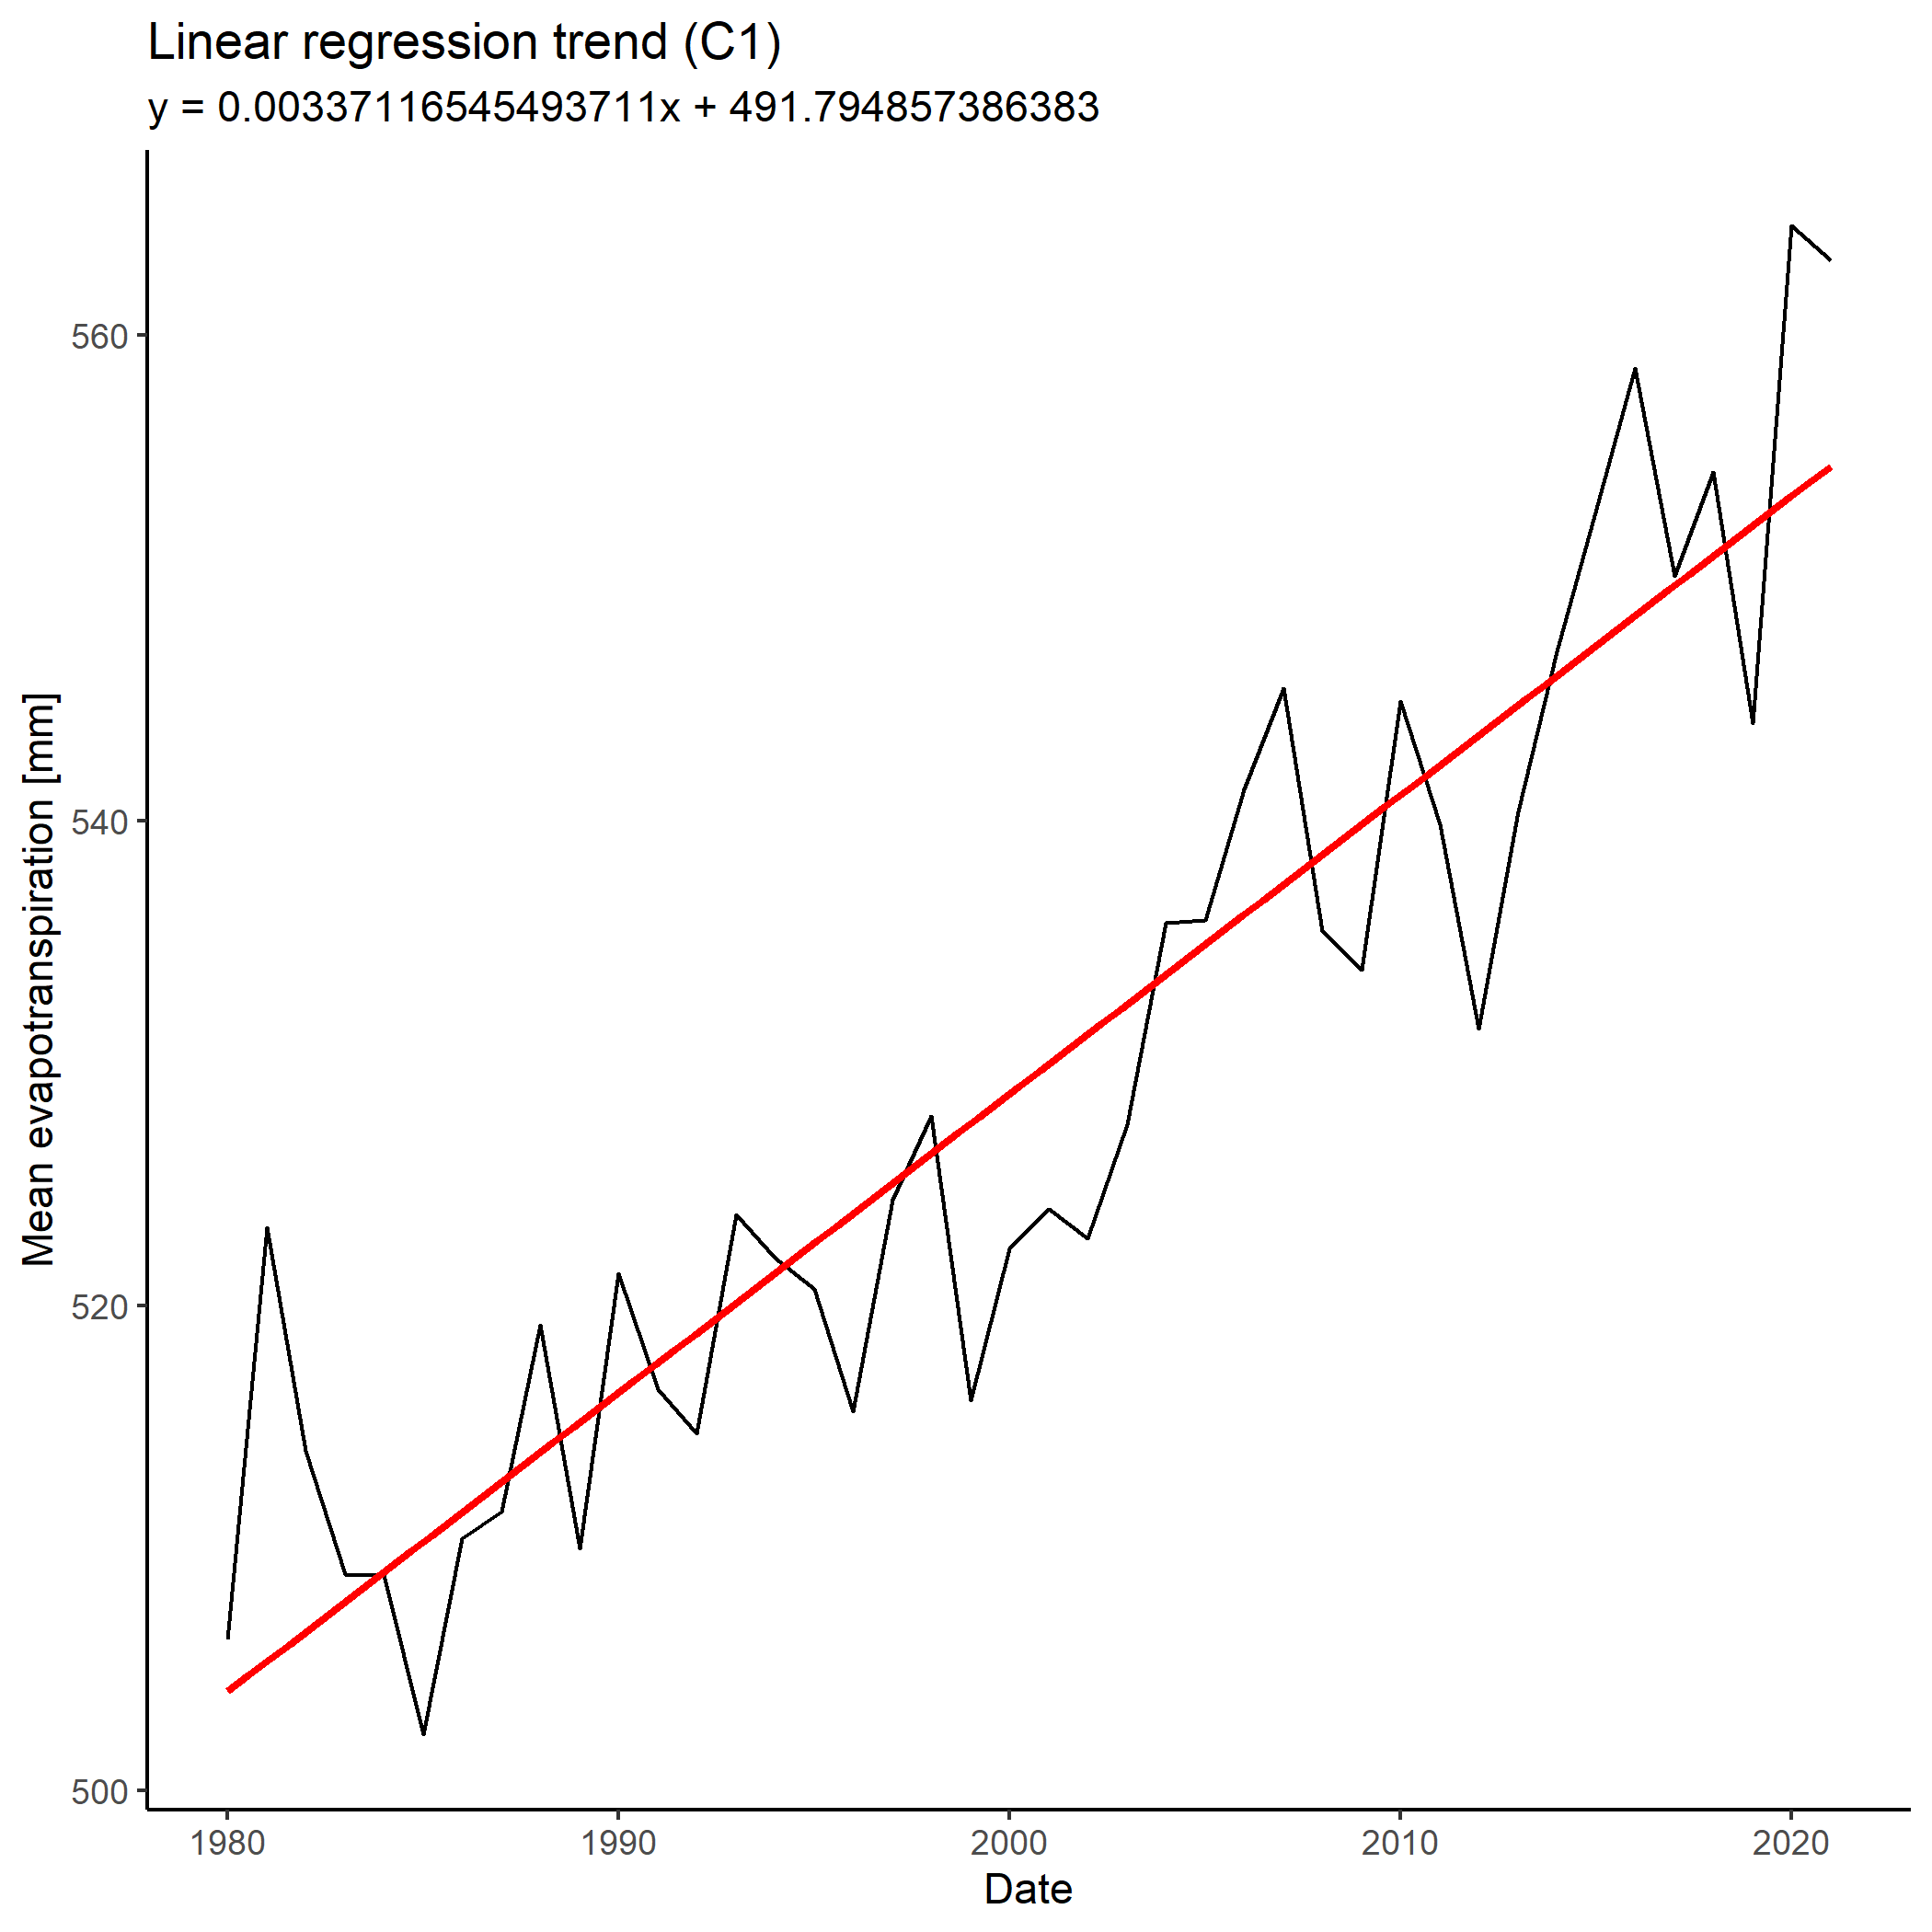 Linear regression trend (C1)
y = 0.00337116545493711x + 491.794857386383
Mean evapotranspiration [mm]
560
540
520
500
1980 1990 2000 2010 2020
Date